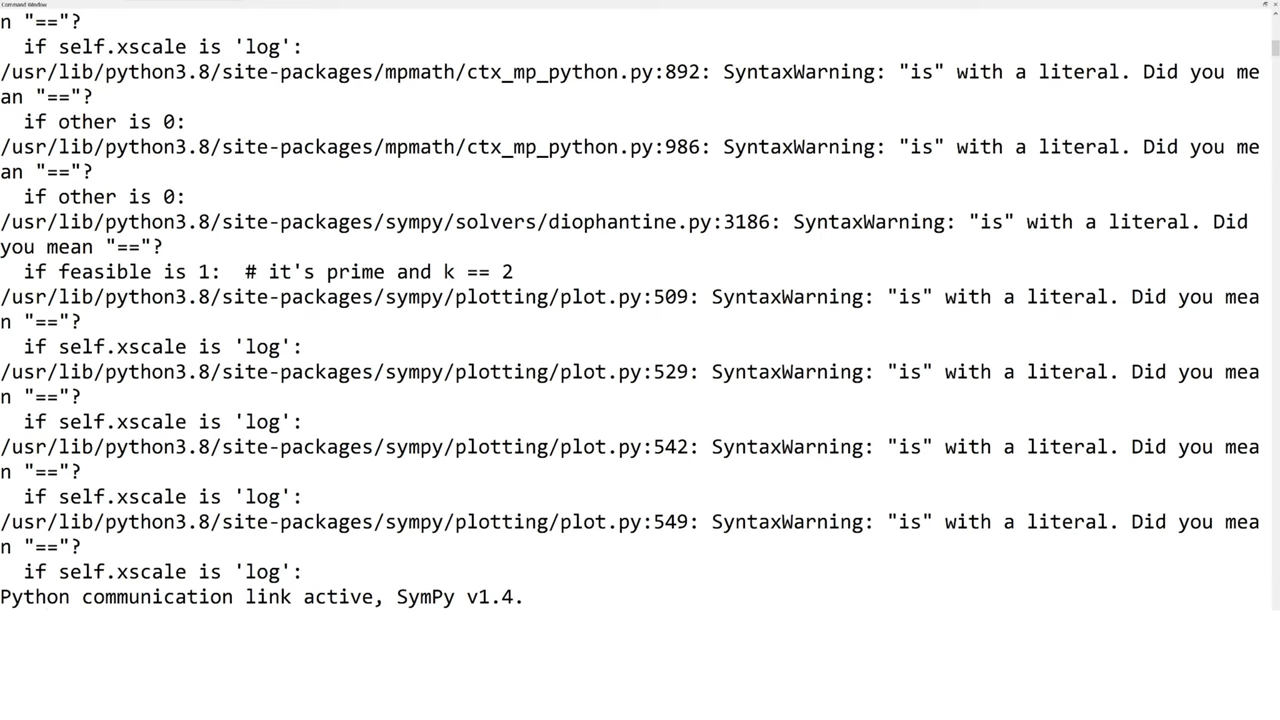 Command Window
n "=="?
  if self.xscale is 'log':
/usr/lib/python3.8/site-packages/mpmath/ctx_mp_python.py:892: SyntaxWarning: "is" with a literal. Did you me
an "=="?
  if other is 0:
/usr/lib/python3.8/site-packages/mpmath/ctx_mp_python.py:986: SyntaxWarning: "is" with a literal. Did you me
an "=="?
  if other is 0:
/usr/lib/python3.8/site-packages/sympy/solvers/diophantine.py:3186: SyntaxWarning: "is" with a literal. Did
you mean "=="?
  if feasible is 1:  # it's prime and k == 2
/usr/lib/python3.8/site-packages/sympy/plotting/plot.py:509: SyntaxWarning: "is" with a literal. Did you mea
n "=="?
  if self.xscale is 'log':
/usr/lib/python3.8/site-packages/sympy/plotting/plot.py:529: SyntaxWarning: "is" with a literal. Did you mea
n "=="?
  if self.xscale is 'log':
/usr/lib/python3.8/site-packages/sympy/plotting/plot.py:542: SyntaxWarning: "is" with a literal. Did you mea
n "=="?
  if self.xscale is 'log':
/usr/lib/python3.8/site-packages/sympy/plotting/plot.py:549: SyntaxWarning: "is" with a literal. Did you mea
n "=="?
  if self.xscale is 'log':
Python communication link active, SymPy v1.4.